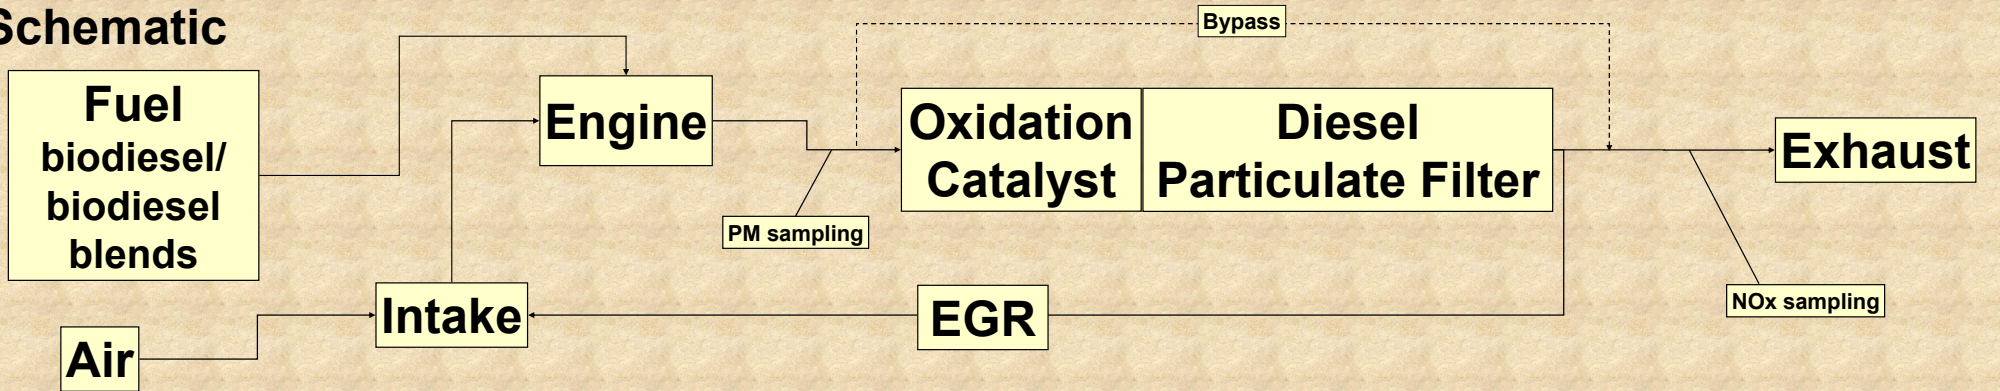 Schematic
Bypass
Fuel
biodiesel/
biodiesel
blends
Engine
Oxidation
Catalyst
Diesel
Particulate Filter
Exhaust
PM sampling
Intake
EGR
NOx sampling
Air